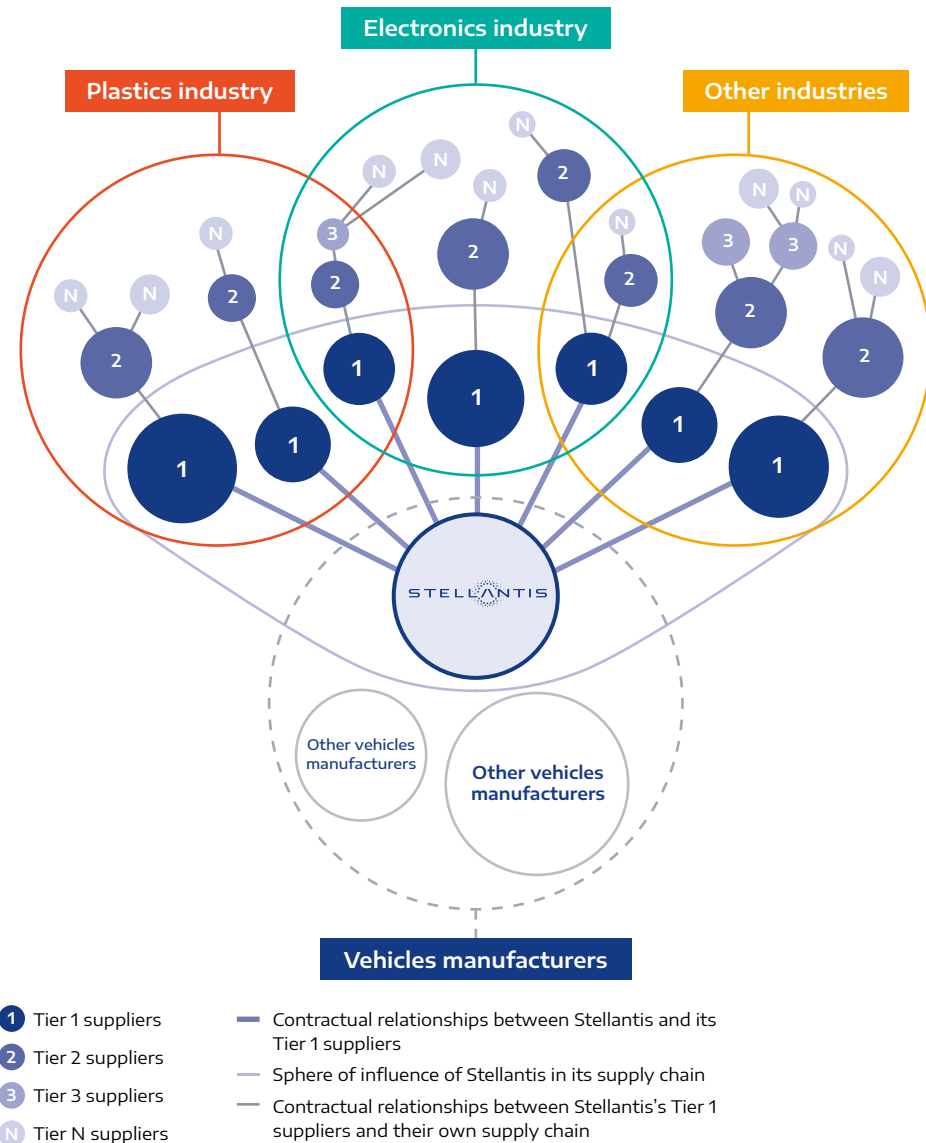 Electronics industry
Plastics industry
Other industries
N
N
N
N
N
N
N
N
2
2
3
3
3
N
2
N
N
2
2
2
N
N
N
2
2
2
1
1
1
1
1
1
1
STELLANTIS
Other vehicles
manufacturers
Other vehicles
manufacturers
Vehicles manufacturers
1 Tier 1 suppliers
2 Tier 2 suppliers
3 Tier 3 suppliers
N Tier N suppliers
Contractual relationships between Stellantis and its
Tier 1 suppliers
Sphere of influence of Stellantis in its supply chain
Contractual relationships between Stellantis's Tier 1
suppliers and their own supply chain